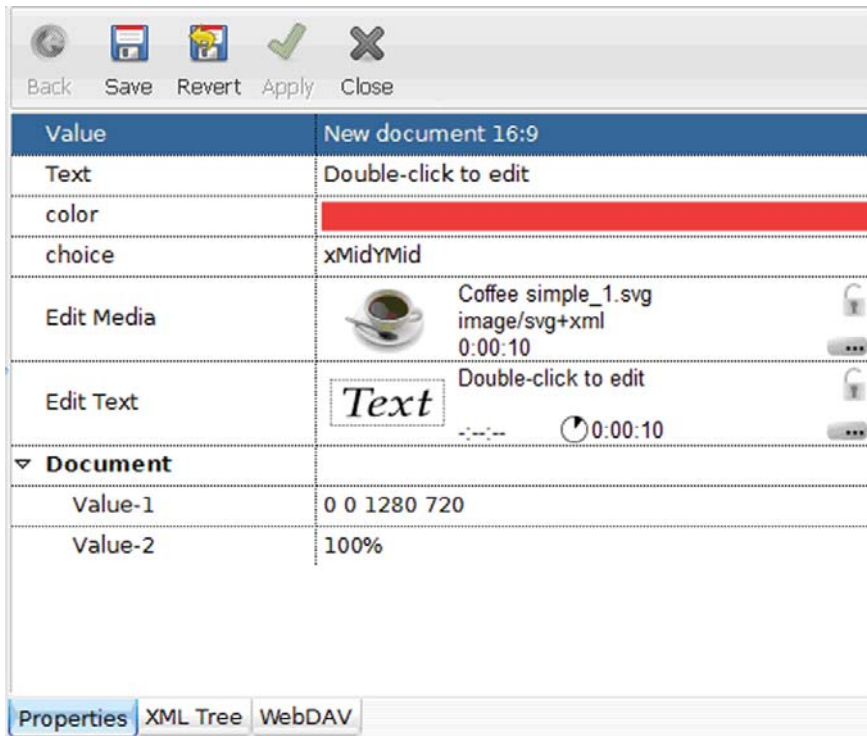 Back Save Revert Apply Close
Value New document 16:9
Text Double-click to edit
color
choice xMidYMid
Edit Media Coffee simple_1.svg
image/svg+xml
0:00:10
Edit Text Text Double-click to edit
-:--:-- 0:00:10
Document
Value-1 0 0 1280 720
Value-2 100%
Properties XML Tree WebDAV